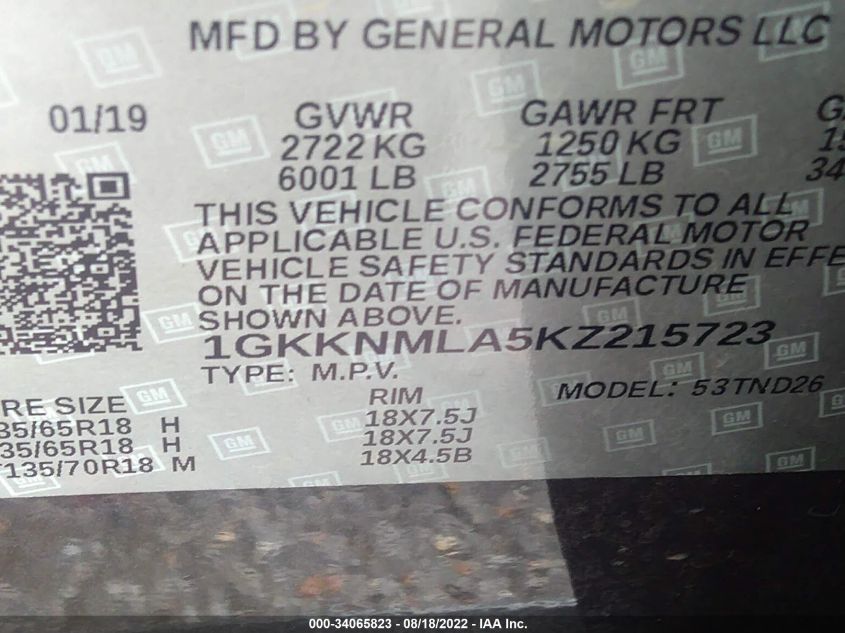 MFD BY GENERAL MOTORS LLC
01/19 GVWR GAWR FRT
2722 KG 1250 KG
6001 LB 2755 LB
THIS VEHICLE CONFORMS TO ALL
APPLICABLE U.S. FEDERAL MOTOR
VEHICLE SAFETY STANDARDS IN EFFE
ON THE DATE OF MANUFACTURE
SHOWN ABOVE.
1GKKNMLA5KZ215723
TYPE: M.P.V. MODEL: 53TND26
RE SIZE RIM
35/65R18 H 18X7.5J
35/65R18 H 18X7.5J
T135/70R18 M 18X4.5B
000-34065823 - 08/18/2022 - IAA Inc.